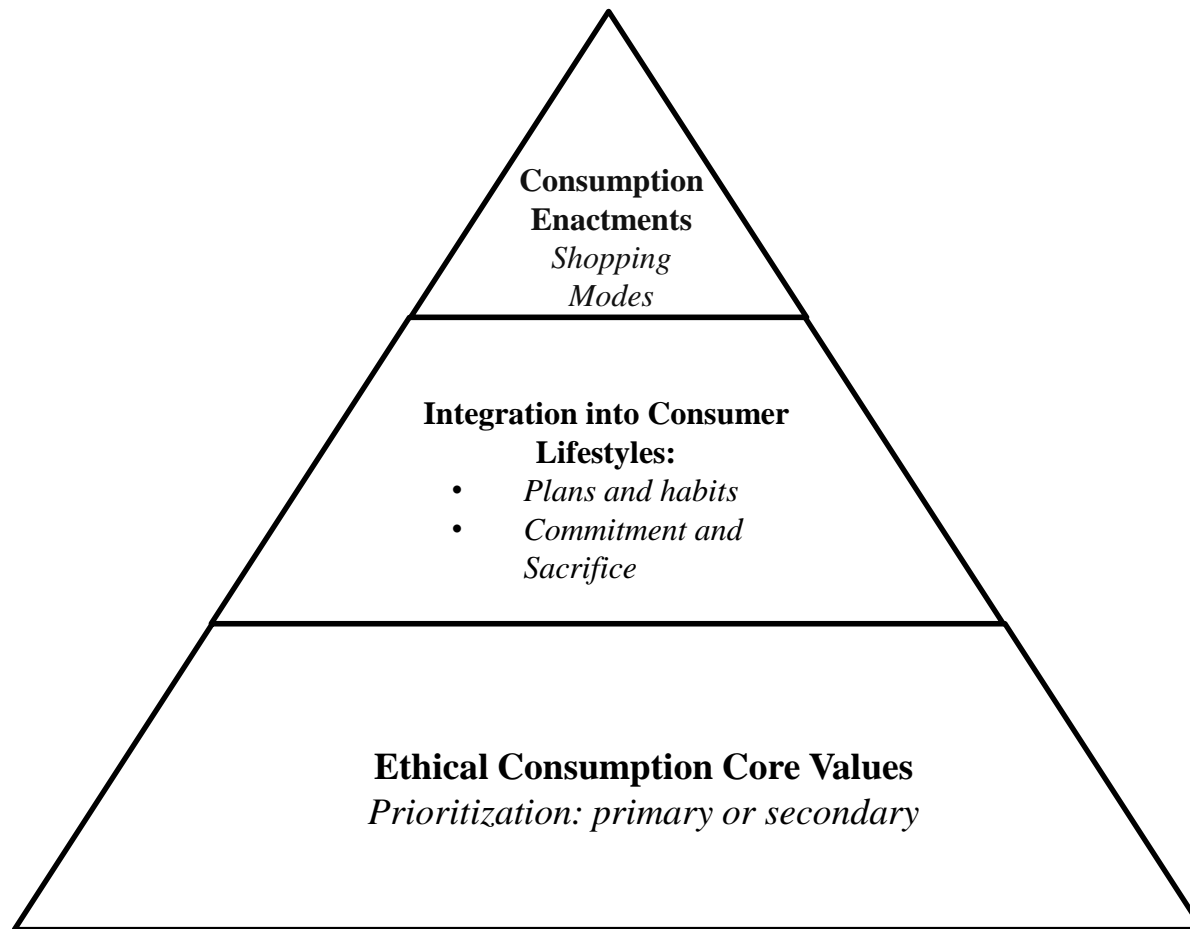 Consumption
Enactments
Shopping
Modes
Integration into Consumer
Lifestyles:
• Plans and habits
• Commitment and
Sacrifice
Ethical Consumption Core Values
Prioritization: primary or secondary